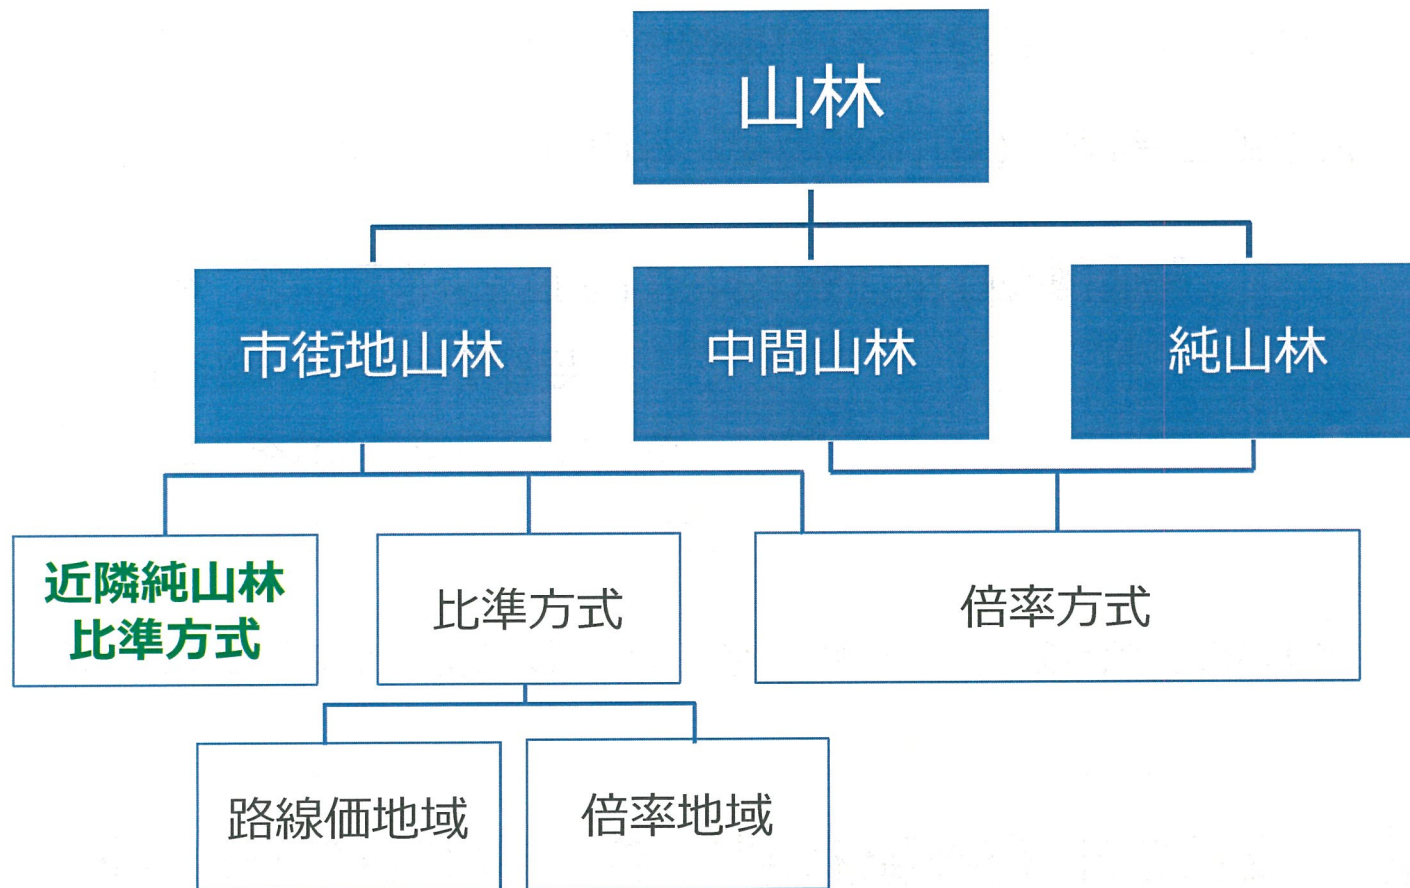 山林
市街地山林
中間山林
純山林
近隣純山林
比準方式
比準方式
倍率方式
路線価地域
倍率地域